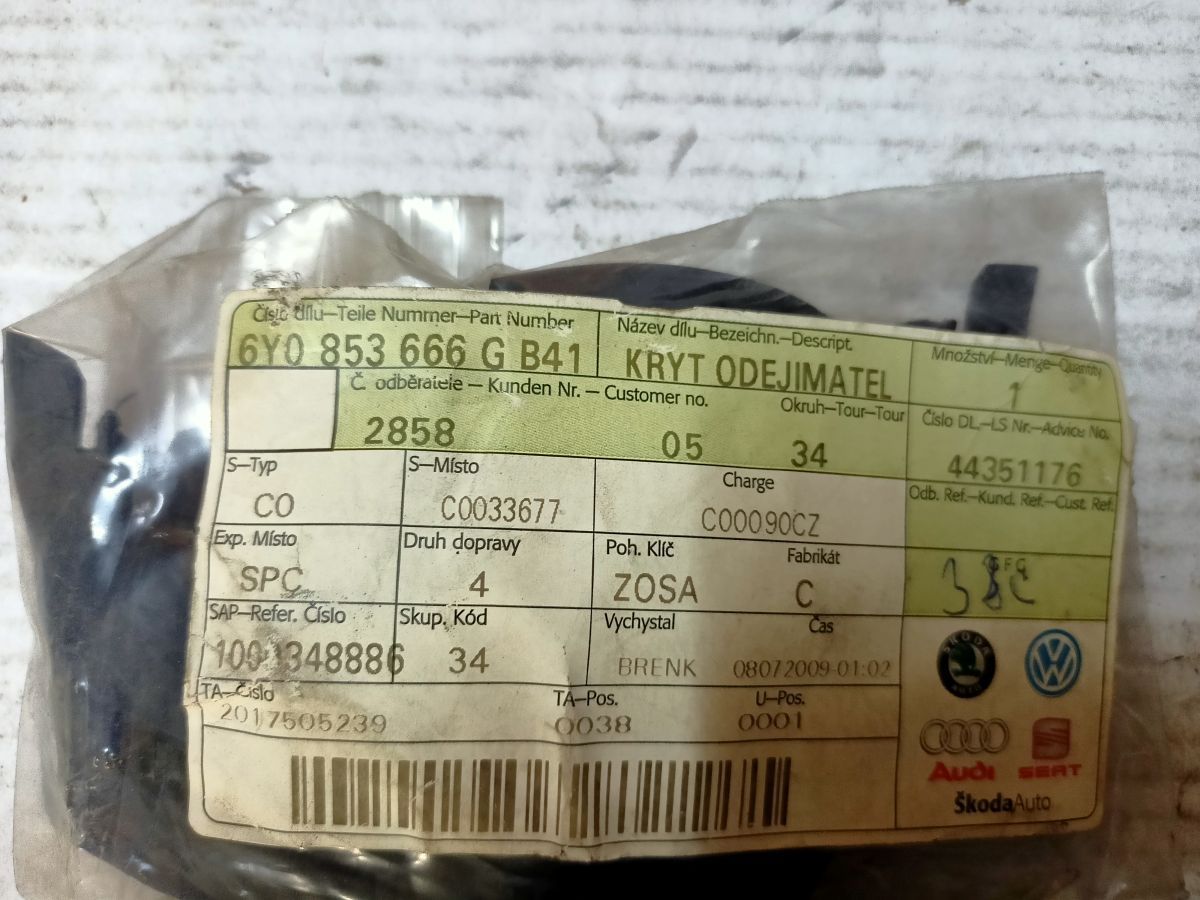 Číslo dílu–Teile Nummer–Part Number
6Y0 853 666 G B41
Název dílu–Bezeichn.–Descript.
KRYT ODEJIMATEL
Množství–Menge–Quantity
1
Č. odběratele – Kunden Nr. – Customer no.
2858
05
Okruh–Tour–Tour
34
Číslo DL.–LS Nr.–Advice No.
44351176
S–Typ
CO
S–Místo
C0033677
Charge
C00090CZ
Odb. Ref.–Kund. Ref.–Cust. Ref.
Exp. Místo
SPC
Druh dopravy
4
Poh. Klíč
ZOSA
Fabrikát
C
SAP–Refer. Číslo
1000348886
Skup. Kód
34
Vychystal
BRENK
Čas
08072009-01:02
TA–Číslo
2017505239
TA–Pos.
0038
U–Pos.
0001
ŠKODA
AUTO
Audi
SEAT
ŠkodaAuto